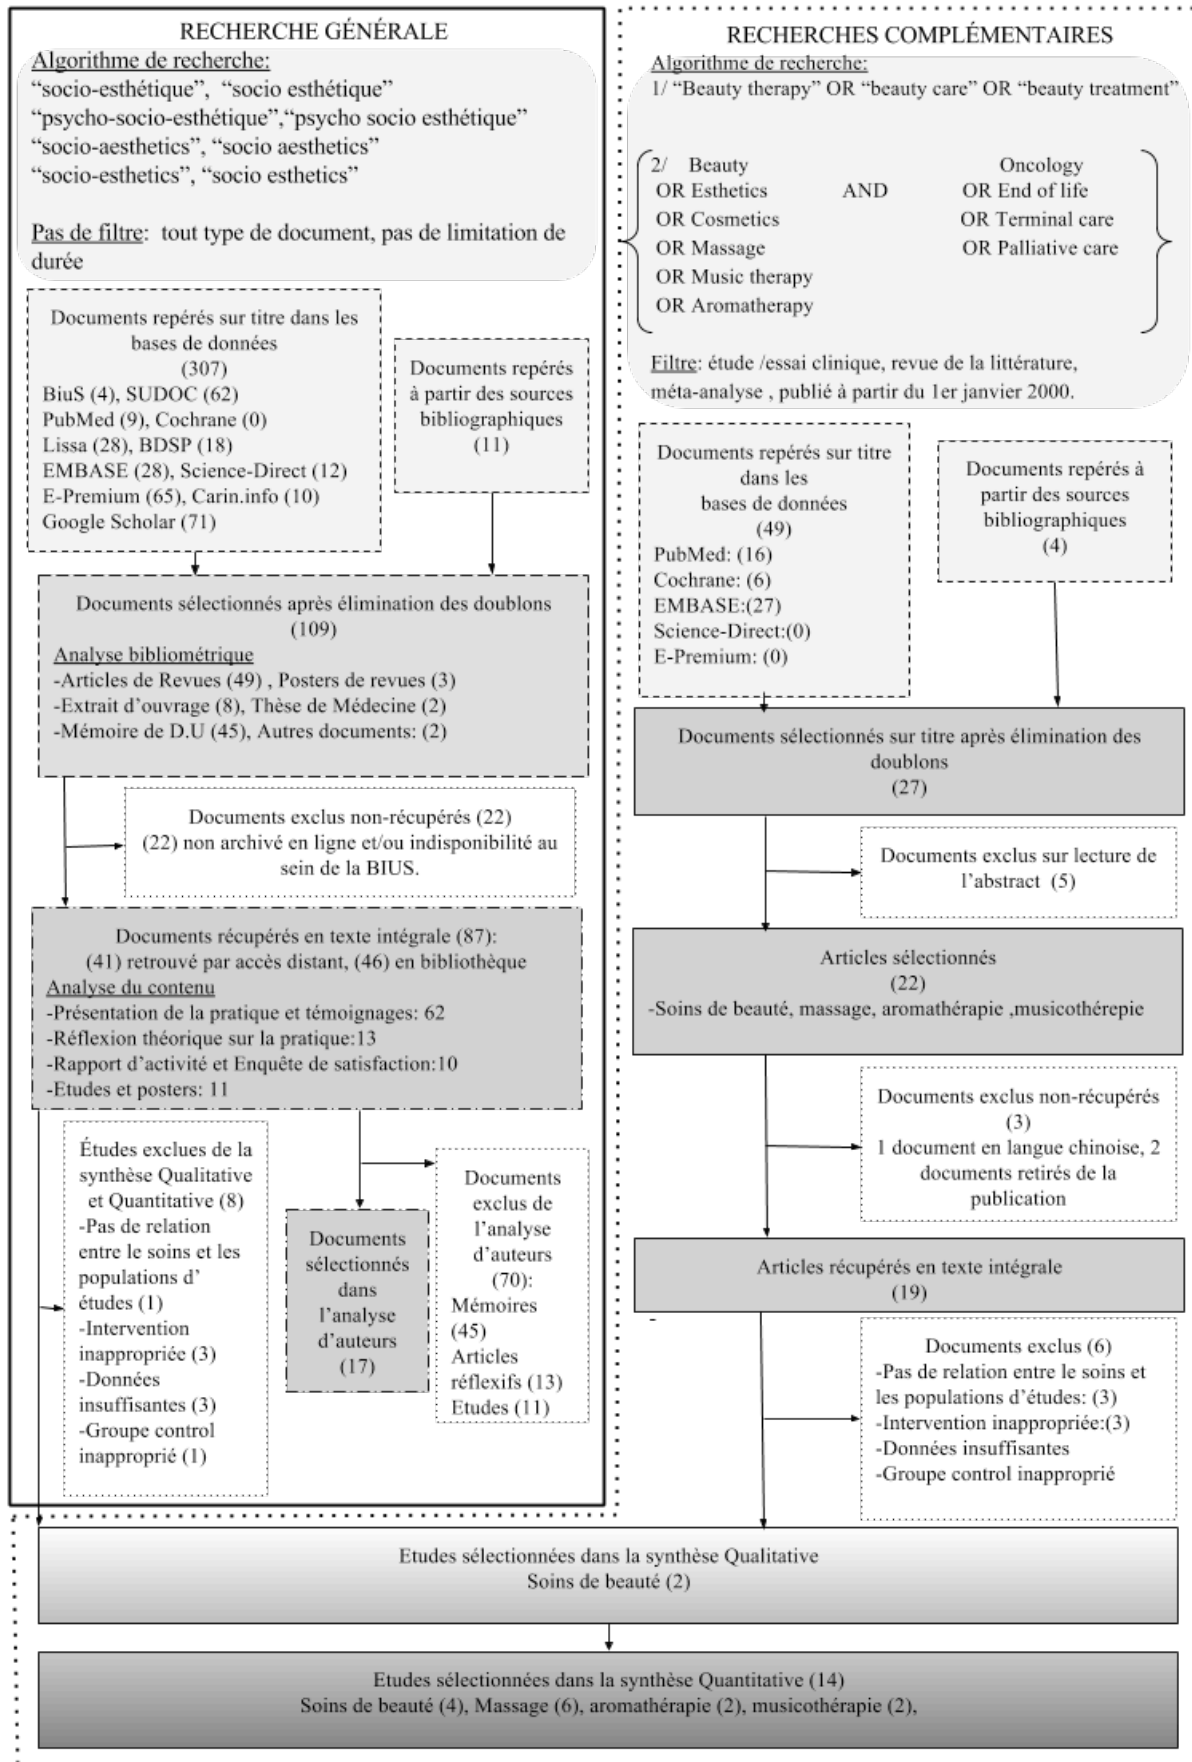 RECHERCHE GÉNÉRALE
Algorithme de recherche:
“socio-esthétique”, “socio esthétique”
“psycho-socio-esthétique”,“psycho socio esthétique”
“socio-aesthetics”, “socio aesthetics”
“socio-esthetics”, “socio esthetics”
Pas de filtre: tout type de document, pas de limitation de
durée
Documents repérés sur titre dans les
bases de données
(307)
BiuS (4), SUDOC (62)
PubMed (9), Cochrane (0)
Lissa (28), BDSP (18)
EMBASE (28), Science-Direct (12)
E-Premium (65), Carin.info (10)
Google Scholar (71)
Documents repérés
à partir des sources
bibliographiques
(11)
Documents sélectionnés après élimination des doublons
(109)
Analyse bibliométrique
-Articles de Revues (49) , Posters de revues (3)
-Extrait d’ouvrage (8), Thèse de Médecine (2)
-Mémoire de D.U (45), Autres documents: (2)
Documents exclus non-récupérés (22)
(22) non archivé en ligne et/ou indisponibilité au
sein de la BIUS.
Documents récupérés en texte intégrale (87):
(41) retrouvé par accès distant, (46) en bibliothèque
Analyse du contenu
-Présentation de la pratique et témoignages: 62
-Réflexion théorique sur la pratique:13
-Rapport d’activité et Enquête de satisfaction:10
-Etudes et posters: 11
Études exclues de la
synthèse Qualitative
et Quantitative (8)
-Pas de relation
entre le soins et les
populations d’
études (1)
-Intervention
inappropriée (3)
-Données
insuffisantes (3)
-Groupe control
inapproprié (1)
Documents
sélectionnés
dans
l’analyse
d’auteurs
(17)
Documents
exclus de
l’analyse
d’auteurs
(70):
Mémoires
(45)
Articles
réflexifs (13)
Etudes (11)
RECHERCHES COMPLÉMENTAIRES
Algorithme de recherche:
1/ “Beauty therapy” OR “beauty care” OR “beauty treatment”
2/ Beauty Oncology
OR Esthetics AND OR End of life
OR Cosmetics OR Terminal care
OR Massage OR Palliative care
OR Music therapy
OR Aromatherapy
Filtre: étude /essai clinique, revue de la littérature,
méta-analyse , publié à partir du 1er janvier 2000.
Documents repérés sur titre
dans les
bases de données
(49)
PubMed: (16)
Cochrane: (6)
EMBASE:(27)
Science-Direct:(0)
E-Premium: (0)
Documents repérés à
partir des sources
bibliographiques
(4)
Documents sélectionnés sur titre après élimination des
doublons
(27)
Documents exclus sur lecture de
l’abstract (5)
Articles sélectionnés
(22)
-Soins de beauté, massage, aromathérapie ,musicothérepie
Documents exclus non-récupérés
(3)
1 document en langue chinoise, 2
documents retirés de la
publication
Articles récupérés en texte intégrale
(19)
-
Documents exclus (6)
-Pas de relation entre le soins et
les populations d’études: (3)
-Intervention inappropriée:(3)
-Données insuffisantes
-Groupe control inapproprié
Etudes sélectionnées dans la synthèse Qualitative
Soins de beauté (2)
Etudes sélectionnées dans la synthèse Quantitative (14)
Soins de beauté (4), Massage (6), aromathérapie (2), musicothérapie (2),